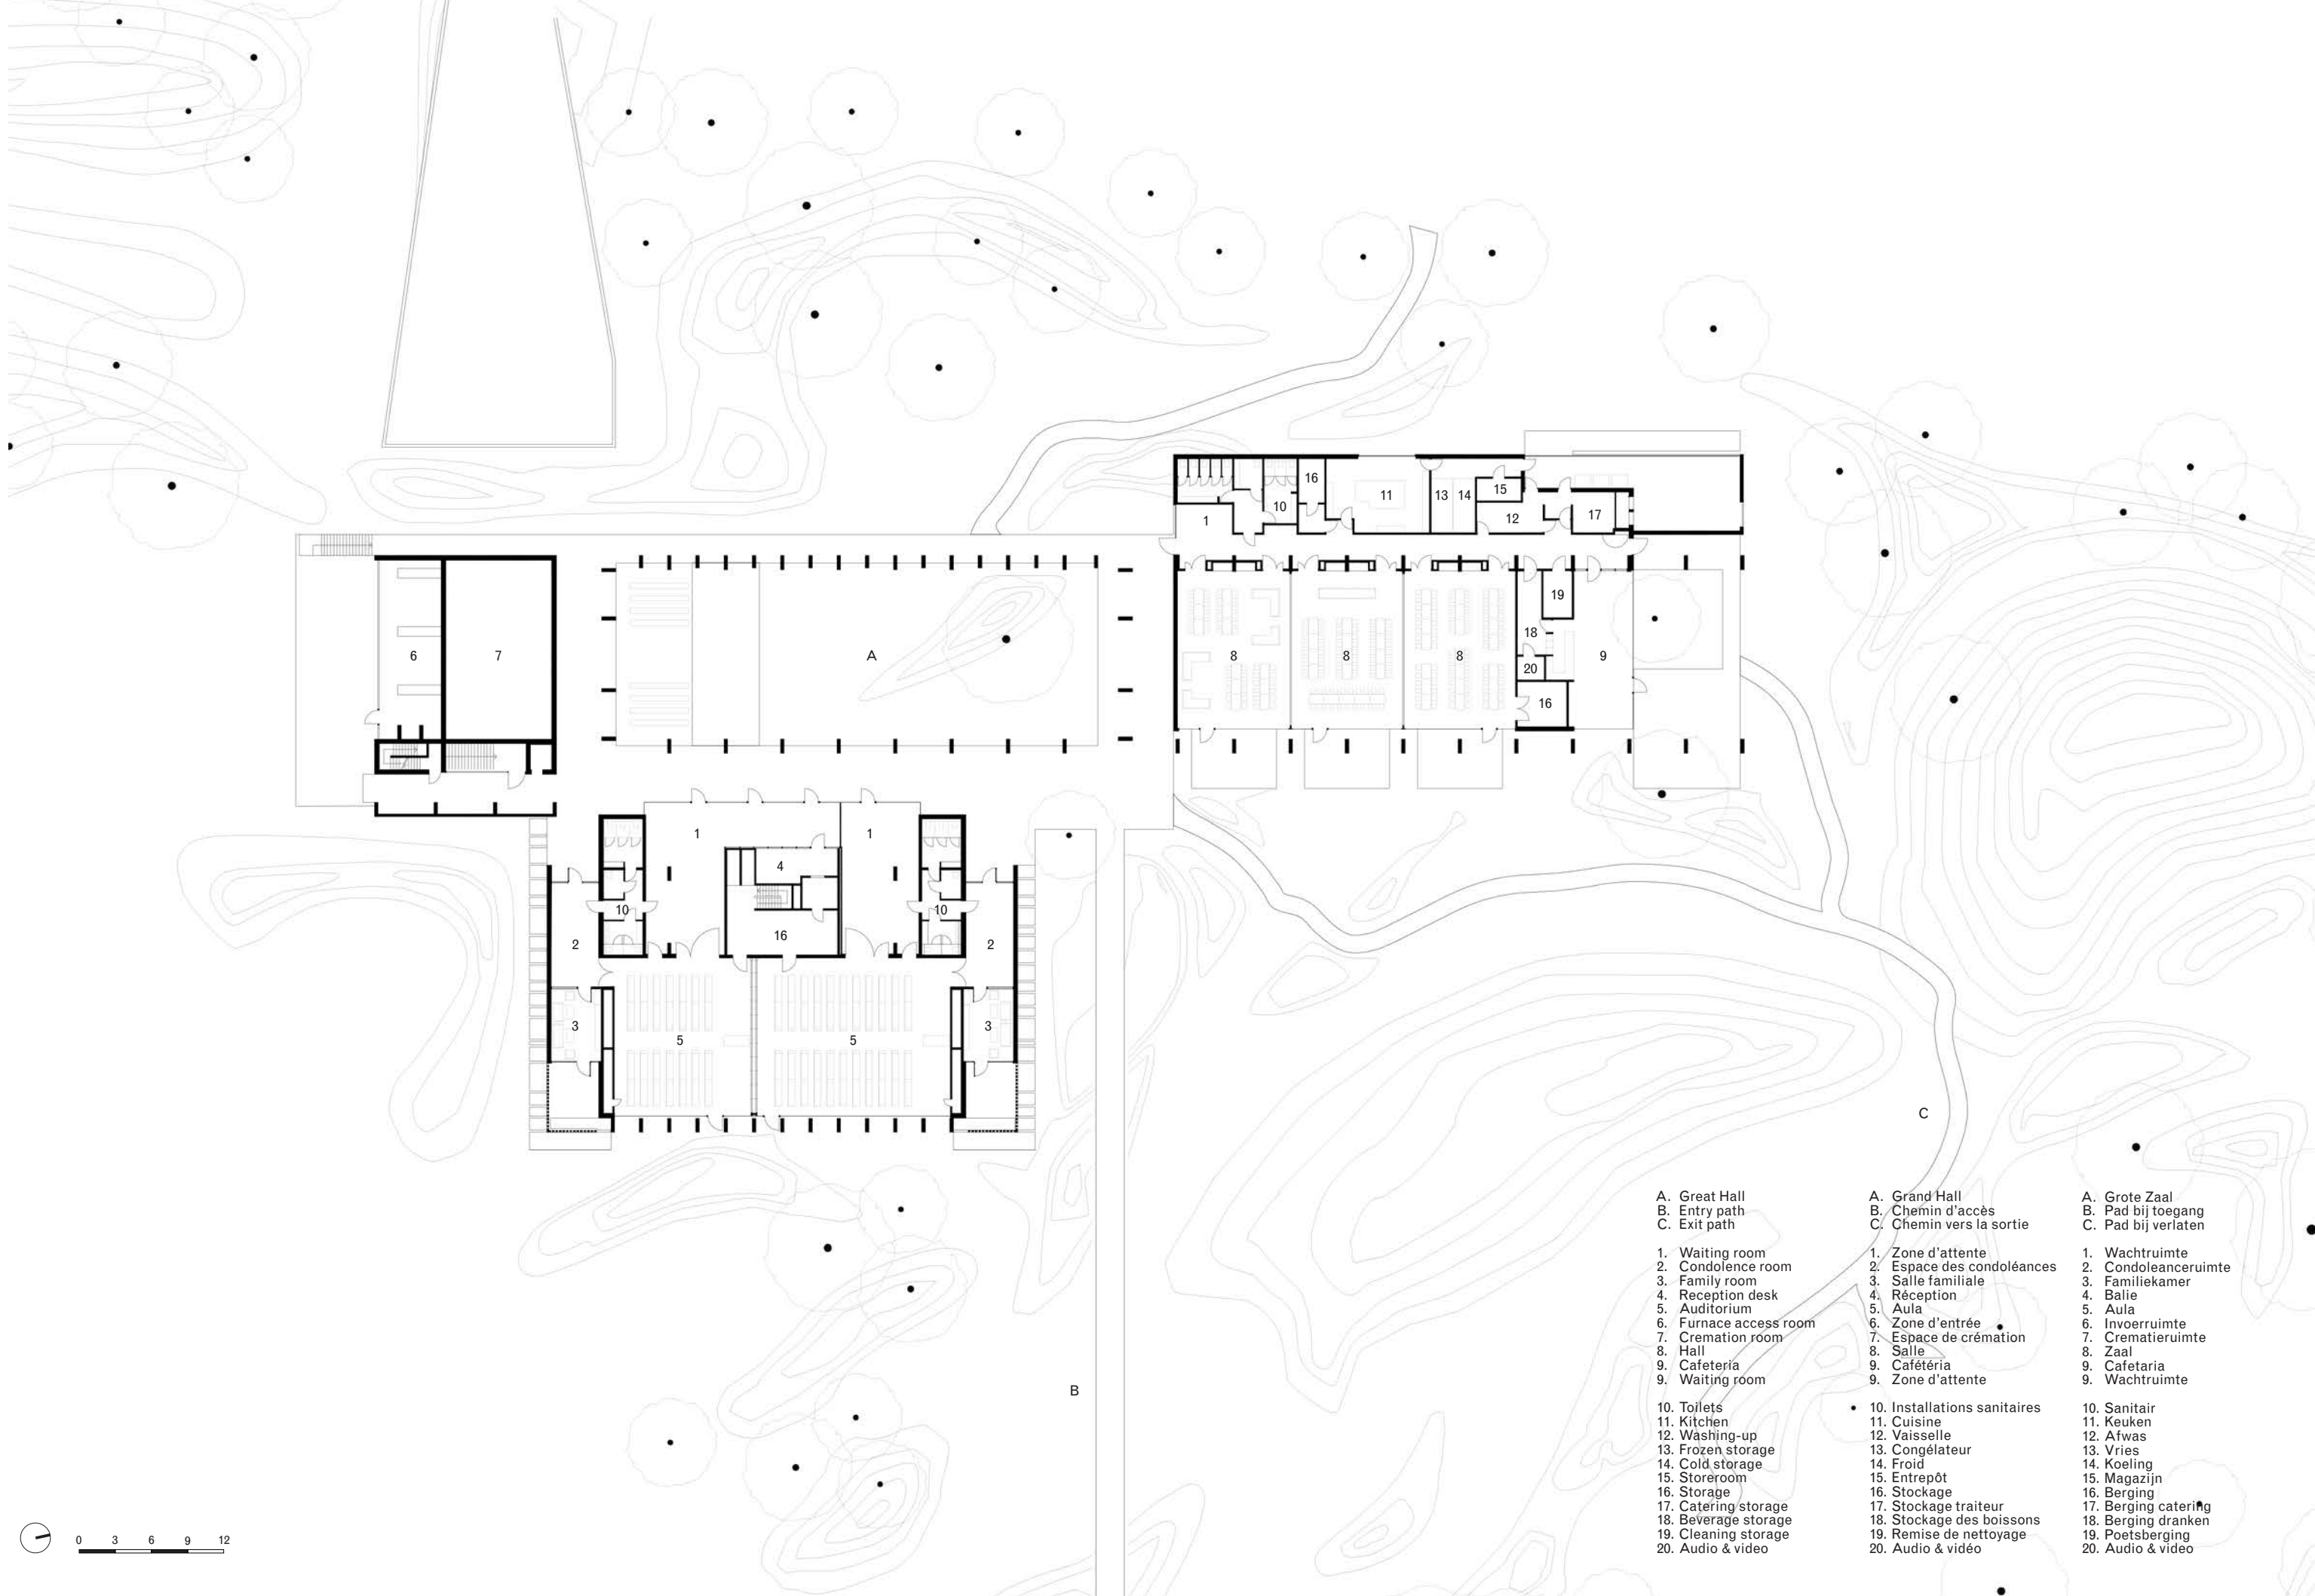 16
10
11
13
14
15
12
17
1
19
18
6
7
A
8
8
8
9
20
16
1
1
4
10
10
16
2
2
3
3
5
5
C
B
0 3 6 9 12
A. Great Hall
B. Entry path
C. Exit path
1. Waiting room
2. Condolence room
3. Family room
4. Reception desk
5. Auditorium
6. Furnace access room
7. Cremation room
8. Hall
9. Cafeteria
9. Waiting room
10. Toilets
11. Kitchen
12. Washing-up
13. Frozen storage
14. Cold storage
15. Storeroom
16. Storage
17. Catering storage
18. Beverage storage
19. Cleaning storage
20. Audio & video
A. Grand Hall
B. Chemin d'accès
C. Chemin vers la sortie
1. Zone d'attente
2. Espace des condoléances
3. Salle familiale
4. Réception
5. Aula
6. Zone d'entrée
7. Espace de crémation
8. Salle
9. Cafétéria
9. Zone d'attente
10. Installations sanitaires
11. Cuisine
12. Vaisselle
13. Congélateur
14. Froid
15. Entrepôt
16. Stockage
17. Stockage traiteur
18. Stockage des boissons
19. Remise de nettoyage
20. Audio & vidéo
A. Grote Zaal
B. Pad bij toegang
C. Pad bij verlaten
1. Wachtruimte
2. Condoleanceruimte
3. Familiekamer
4. Balie
5. Aula
6. Invoerruimte
7. Crematieruimte
8. Zaal
9. Cafetaria
9. Wachtruimte
10. Sanitair
11. Keuken
12. Afwas
13. Vries
14. Koeling
15. Magazijn
16. Berging
17. Berging catering
18. Berging dranken
19. Poetsberging
20. Audio & video